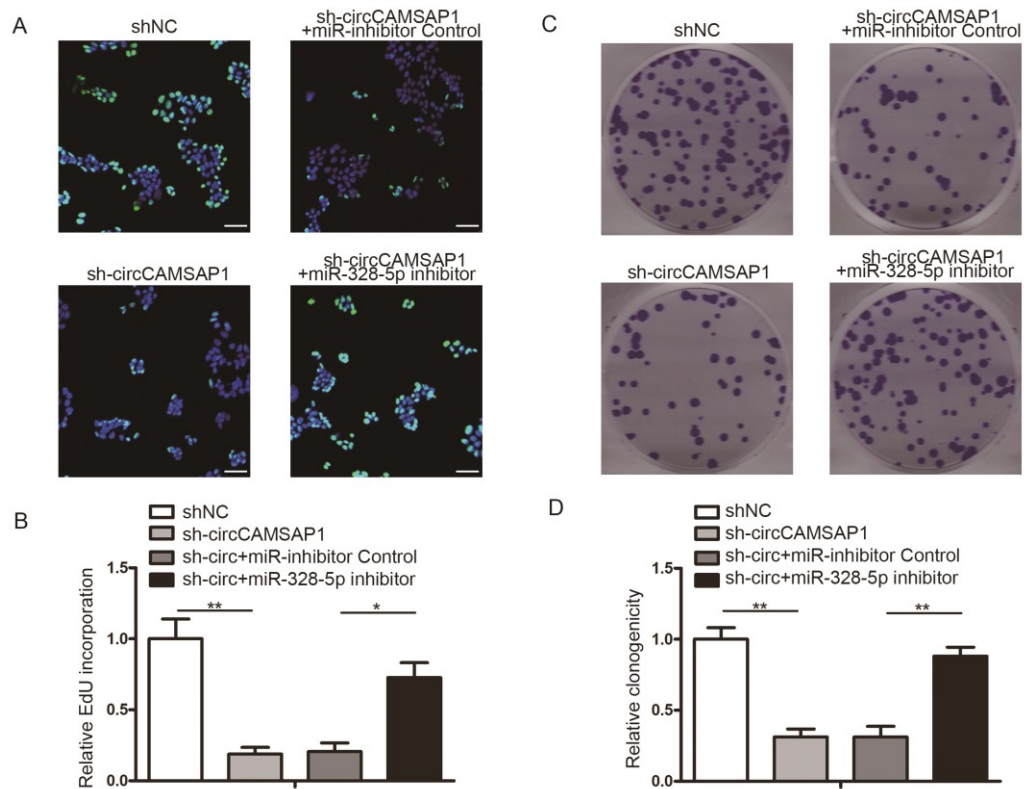 A
shNC
sh-circCAMSAP1
+miR-inhibitor Control
sh-circCAMSAP1
sh-circCAMSAP1
+miR-328-5p inhibitor
B
shNC
sh-circCAMSAP1
sh-circ+miR-inhibitor Control
sh-circ+miR-328-5p inhibitor
Relative EdU incorporation
1.5
1.0
0.5
0.0
**
*
C
shNC
sh-circCAMSAP1
+miR-inhibitor Control
sh-circCAMSAP1
sh-circCAMSAP1
+miR-328-5p inhibitor
D
shNC
sh-circCAMSAP1
sh-circ+miR-inhibitor Control
sh-circ+miR-328-5p inhibitor
Relative clonogenicity
1.5
1.0
0.5
0.0
**
**